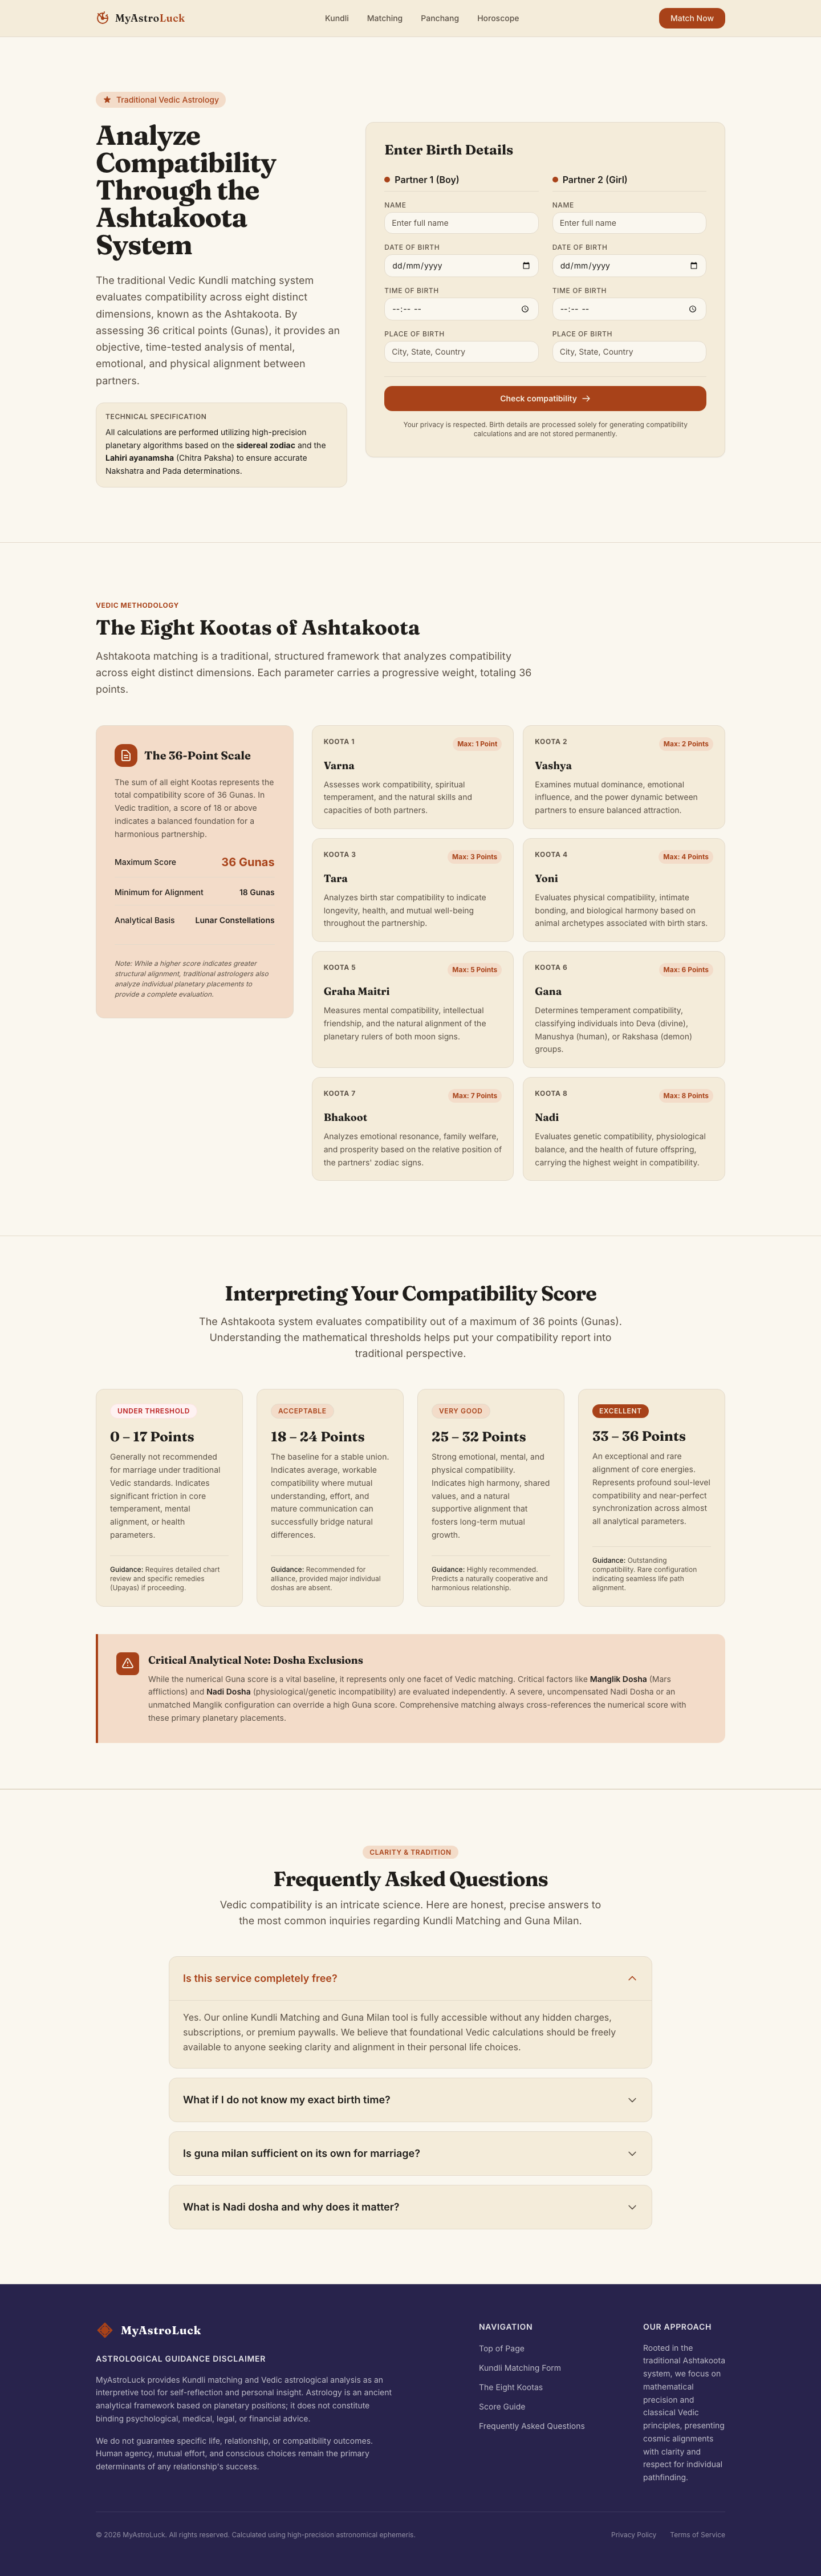 MyAstroLuck
Kundli
Matching
Panchang
Horoscope
Match Now
Traditional Vedic Astrology
Analyze
Compatibility
Through the
Ashtakoota
System
The traditional Vedic Kundli matching system
evaluates compatibility across eight distinct
dimensions, known as the Ashtakoota. By
assessing 36 critical points (Gunas), it provides an
objective, time-tested analysis of mental,
emotional, and physical alignment between
partners.
TECHNICAL SPECIFICATION
All calculations are performed utilizing high-precision
planetary algorithms based on the sidereal zodiac and the
Lahiri ayanamsha (Chitra Paksha) to ensure accurate
Nakshatra and Pada determinations.
Enter Birth Details
Partner 1 (Boy)
NAME
Enter full name
DATE OF BIRTH
dd/mm/yyyy
TIME OF BIRTH
--:-- --
PLACE OF BIRTH
City, State, Country
Partner 2 (Girl)
NAME
Enter full name
DATE OF BIRTH
dd/mm/yyyy
TIME OF BIRTH
--:-- --
PLACE OF BIRTH
City, State, Country
Check compatibility →
Your privacy is respected. Birth details are processed solely for generating compatibility
calculations and are not stored permanently.
VEDIC METHODOLOGY
The Eight Kootas of Ashtakoota
Ashtakoota matching is a traditional, structured framework that analyzes compatibility
across eight distinct dimensions. Each parameter carries a progressive weight, totaling 36
points.
The 36-Point Scale
The sum of all eight Kootas represents the
total compatibility score of 36 Gunas. In
Vedic tradition, a score of 18 or above
indicates a balanced foundation for a
harmonious partnership.
Maximum Score 36 Gunas
Minimum for Alignment 18 Gunas
Analytical Basis Lunar Constellations
Note: While a higher score indicates greater
structural alignment, traditional astrologers also
analyze individual planetary placements to
provide a complete evaluation.
KOOTA 1
Max: 1 Point
Varna
Assesses work compatibility, spiritual
temperament, and the natural skills and
capacities of both partners.
KOOTA 2
Max: 2 Points
Vashya
Examines mutual dominance, emotional
influence, and the power dynamic between
partners to ensure balanced attraction.
KOOTA 3
Max: 3 Points
Tara
Analyzes birth star compatibility to indicate
longevity, health, and mutual well-being
throughout the partnership.
KOOTA 4
Max: 4 Points
Yoni
Evaluates physical compatibility, intimate
bonding, and biological harmony based on
animal archetypes associated with birth stars.
KOOTA 5
Max: 5 Points
Graha Maitri
Measures mental compatibility, intellectual
friendship, and the natural alignment of the
planetary rulers of both moon signs.
KOOTA 6
Max: 6 Points
Gana
Determines temperament compatibility,
classifying individuals into Deva (divine),
Manushya (human), or Rakshasa (demon)
groups.
KOOTA 7
Max: 7 Points
Bhakoot
Analyzes emotional resonance, family welfare,
and prosperity based on the relative position of
the partners' zodiac signs.
KOOTA 8
Max: 8 Points
Nadi
Evaluates genetic compatibility, physiological
balance, and the health of future offspring,
carrying the highest weight in compatibility.
Interpreting Your Compatibility Score
The Ashtakoota system evaluates compatibility out of a maximum of 36 points (Gunas).
Understanding the mathematical thresholds helps put your compatibility report into
traditional perspective.
UNDER THRESHOLD
0 – 17 Points
Generally not recommended
for marriage under traditional
Vedic standards. Indicates
significant friction in core
temperament, mental
alignment, or health
parameters.
Guidance: Requires detailed chart
review and specific remedies
(Upayas) if proceeding.
ACCEPTABLE
18 – 24 Points
The baseline for a stable union.
Indicates average, workable
compatibility where mutual
understanding, effort, and
mature communication can
successfully bridge natural
differences.
Guidance: Recommended for
alliance, provided major individual
doshas are absent.
VERY GOOD
25 – 32 Points
Strong emotional, mental, and
physical compatibility.
Indicates high harmony, shared
values, and a natural
supportive alignment that
fosters long-term mutual
growth.
Guidance: Highly recommended.
Predicts a naturally cooperative and
harmonious relationship.
EXCELLENT
33 – 36 Points
An exceptional and rare
alignment of core energies.
Represents profound soul-level
compatibility and near-perfect
synchronization across almost
all analytical parameters.
Guidance: Outstanding
compatibility. Rare configuration
indicating seamless life path
alignment.
Critical Analytical Note: Dosha Exclusions
While the numerical Guna score is a vital baseline, it represents only one facet of Vedic matching. Critical factors like Manglik Dosha (Mars
afflictions) and Nadi Dosha (physiological/genetic incompatibility) are evaluated independently. A severe, uncompensated Nadi Dosha or an
unmatched Manglik configuration can override a high Guna score. Comprehensive matching always cross-references the numerical score with
these primary planetary placements.
CLARITY & TRADITION
Frequently Asked Questions
Vedic compatibility is an intricate science. Here are honest, precise answers to
the most common inquiries regarding Kundli Matching and Guna Milan.
Is this service completely free?
Yes. Our online Kundli Matching and Guna Milan tool is fully accessible without any hidden charges,
subscriptions, or premium paywalls. We believe that foundational Vedic calculations should be freely
available to anyone seeking clarity and alignment in their personal life choices.
What if I do not know my exact birth time?
Is guna milan sufficient on its own for marriage?
What is Nadi dosha and why does it matter?
MyAstroLuck
ASTROLOGICAL GUIDANCE DISCLAIMER
MyAstroLuck provides Kundli matching and Vedic astrological analysis as an
interpretive tool for self-reflection and personal insight. Astrology is an ancient
analytical framework based on planetary positions; it does not constitute
binding psychological, medical, legal, or financial advice.
We do not guarantee specific life, relationship, or compatibility outcomes.
Human agency, mutual effort, and conscious choices remain the primary
determinants of any relationship's success.
NAVIGATION
Top of Page
Kundli Matching Form
The Eight Kootas
Score Guide
Frequently Asked Questions
OUR APPROACH
Rooted in the
traditional Ashtakoota
system, we focus on
mathematical
precision and
classical Vedic
principles, presenting
cosmic alignments
with clarity and
respect for individual
pathfinding.
© 2026 MyAstroLuck. All rights reserved. Calculated using high-precision astronomical ephemeris.
Privacy Policy
Terms of Service